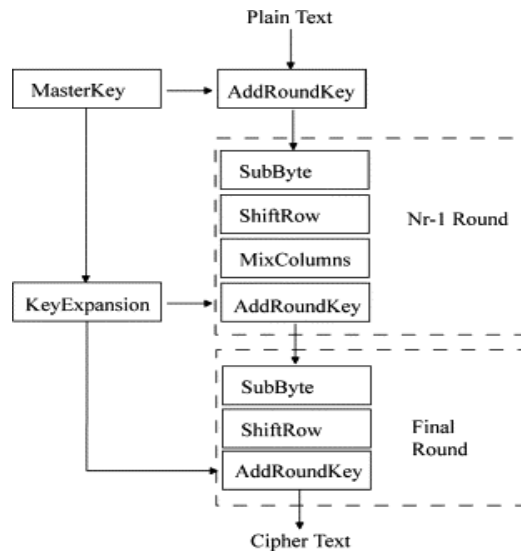 Plain Text
MasterKey
AddRoundKey
SubByte
ShiftRow
MixColumns
AddRoundKey
Nr-1 Round
KeyExpansion
SubByte
ShiftRow
AddRoundKey
Final
Round
Cipher Text